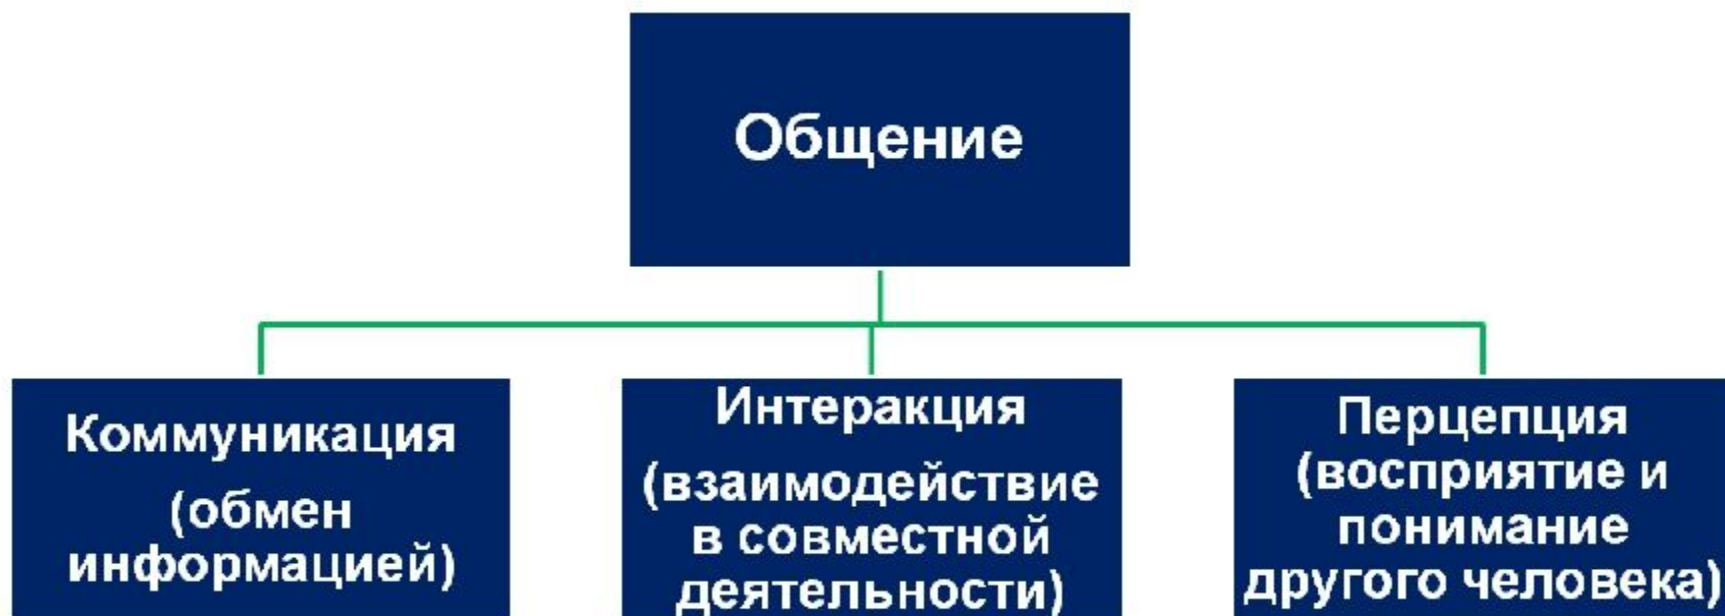 Общение
Коммуникация
(обмен
информацией)
Интеракция
(взаимодействие
в совместной
деятельности)
Перцепция
(восприятие и
понимание
другого человека)